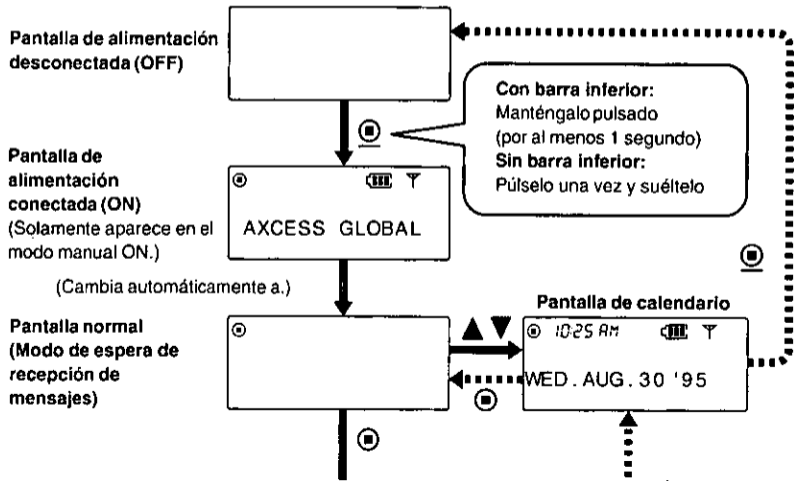 Pantalla de alimentación
desconectada (OFF)
Con barra inferior:
Manténgalo pulsado
(por al menos 1 segundo)
Sin barra inferior:
Púlselo una vez y suéltelo
Pantalla de
alimentación
conectada (ON)
(Solamente aparece en el
modo manual ON.)
AXCESS GLOBAL
(Cambia automáticamente a.)
Pantalla normal
(Modo de espera de
recepción de
mensajes)
Pantalla de calendario
10:25 AM
WED. AUG. 30 '95